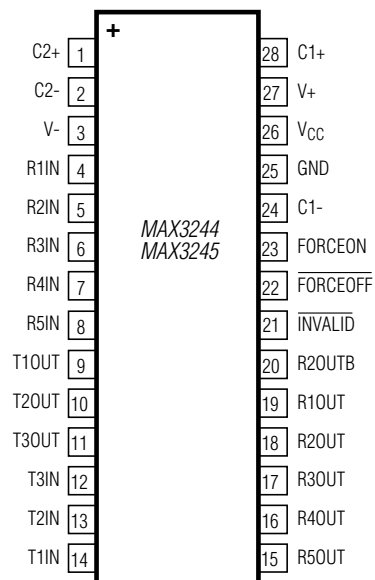 +
C2+ 1 28 C1+
C2- 2 27 V+
V- 3 26 VCC
R1IN 4 25 GND
R2IN 5 24 C1-
MAX3244
MAX3245
R3IN 6 23 FORCEON
R4IN 7 22 FORCEOFF
R5IN 8 21 INVALID
T1OUT 9 20 R2OUTB
T2OUT 10 19 R1OUT
T3OUT 11 18 R2OUT
T3IN 12 17 R3OUT
T2IN 13 16 R4OUT
T1IN 14 15 R5OUT